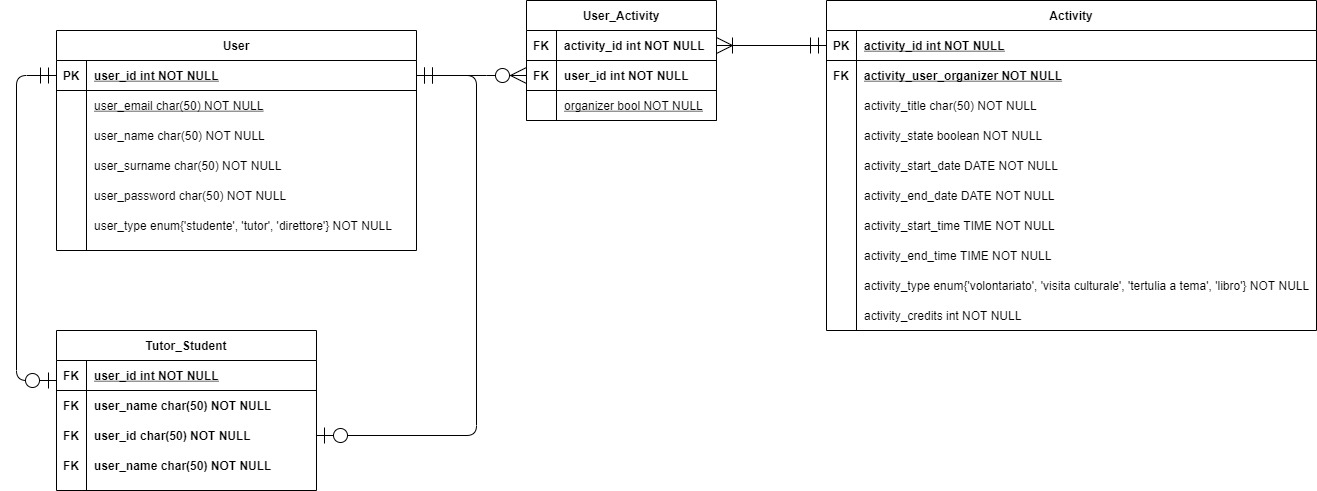 User
PK user_id int NOT NULL
user_email char(50) NOT NULL
user_name char(50) NOT NULL
user_surname char(50) NOT NULL
user_password char(50) NOT NULL
user_type enum{'studente', 'tutor', 'direttore'} NOT NULL
User_Activity
FK activity_id int NOT NULL
FK user_id int NOT NULL
organizer bool NOT NULL
Activity
PK activity_id int NOT NULL
FK activity_user_organizer NOT NULL
activity_title char(50) NOT NULL
activity_state boolean NOT NULL
activity_start_date DATE NOT NULL
activity_end_date DATE NOT NULL
activity_start_time TIME NOT NULL
activity_end_time TIME NOT NULL
activity_type enum{'volontariato', 'visita culturale', 'tertulia a tema', 'libro'} NOT NULL
activity_credits int NOT NULL
Tutor_Student
FK user_id int NOT NULL
FK user_name char(50) NOT NULL
FK user_id char(50) NOT NULL
FK user_name char(50) NOT NULL